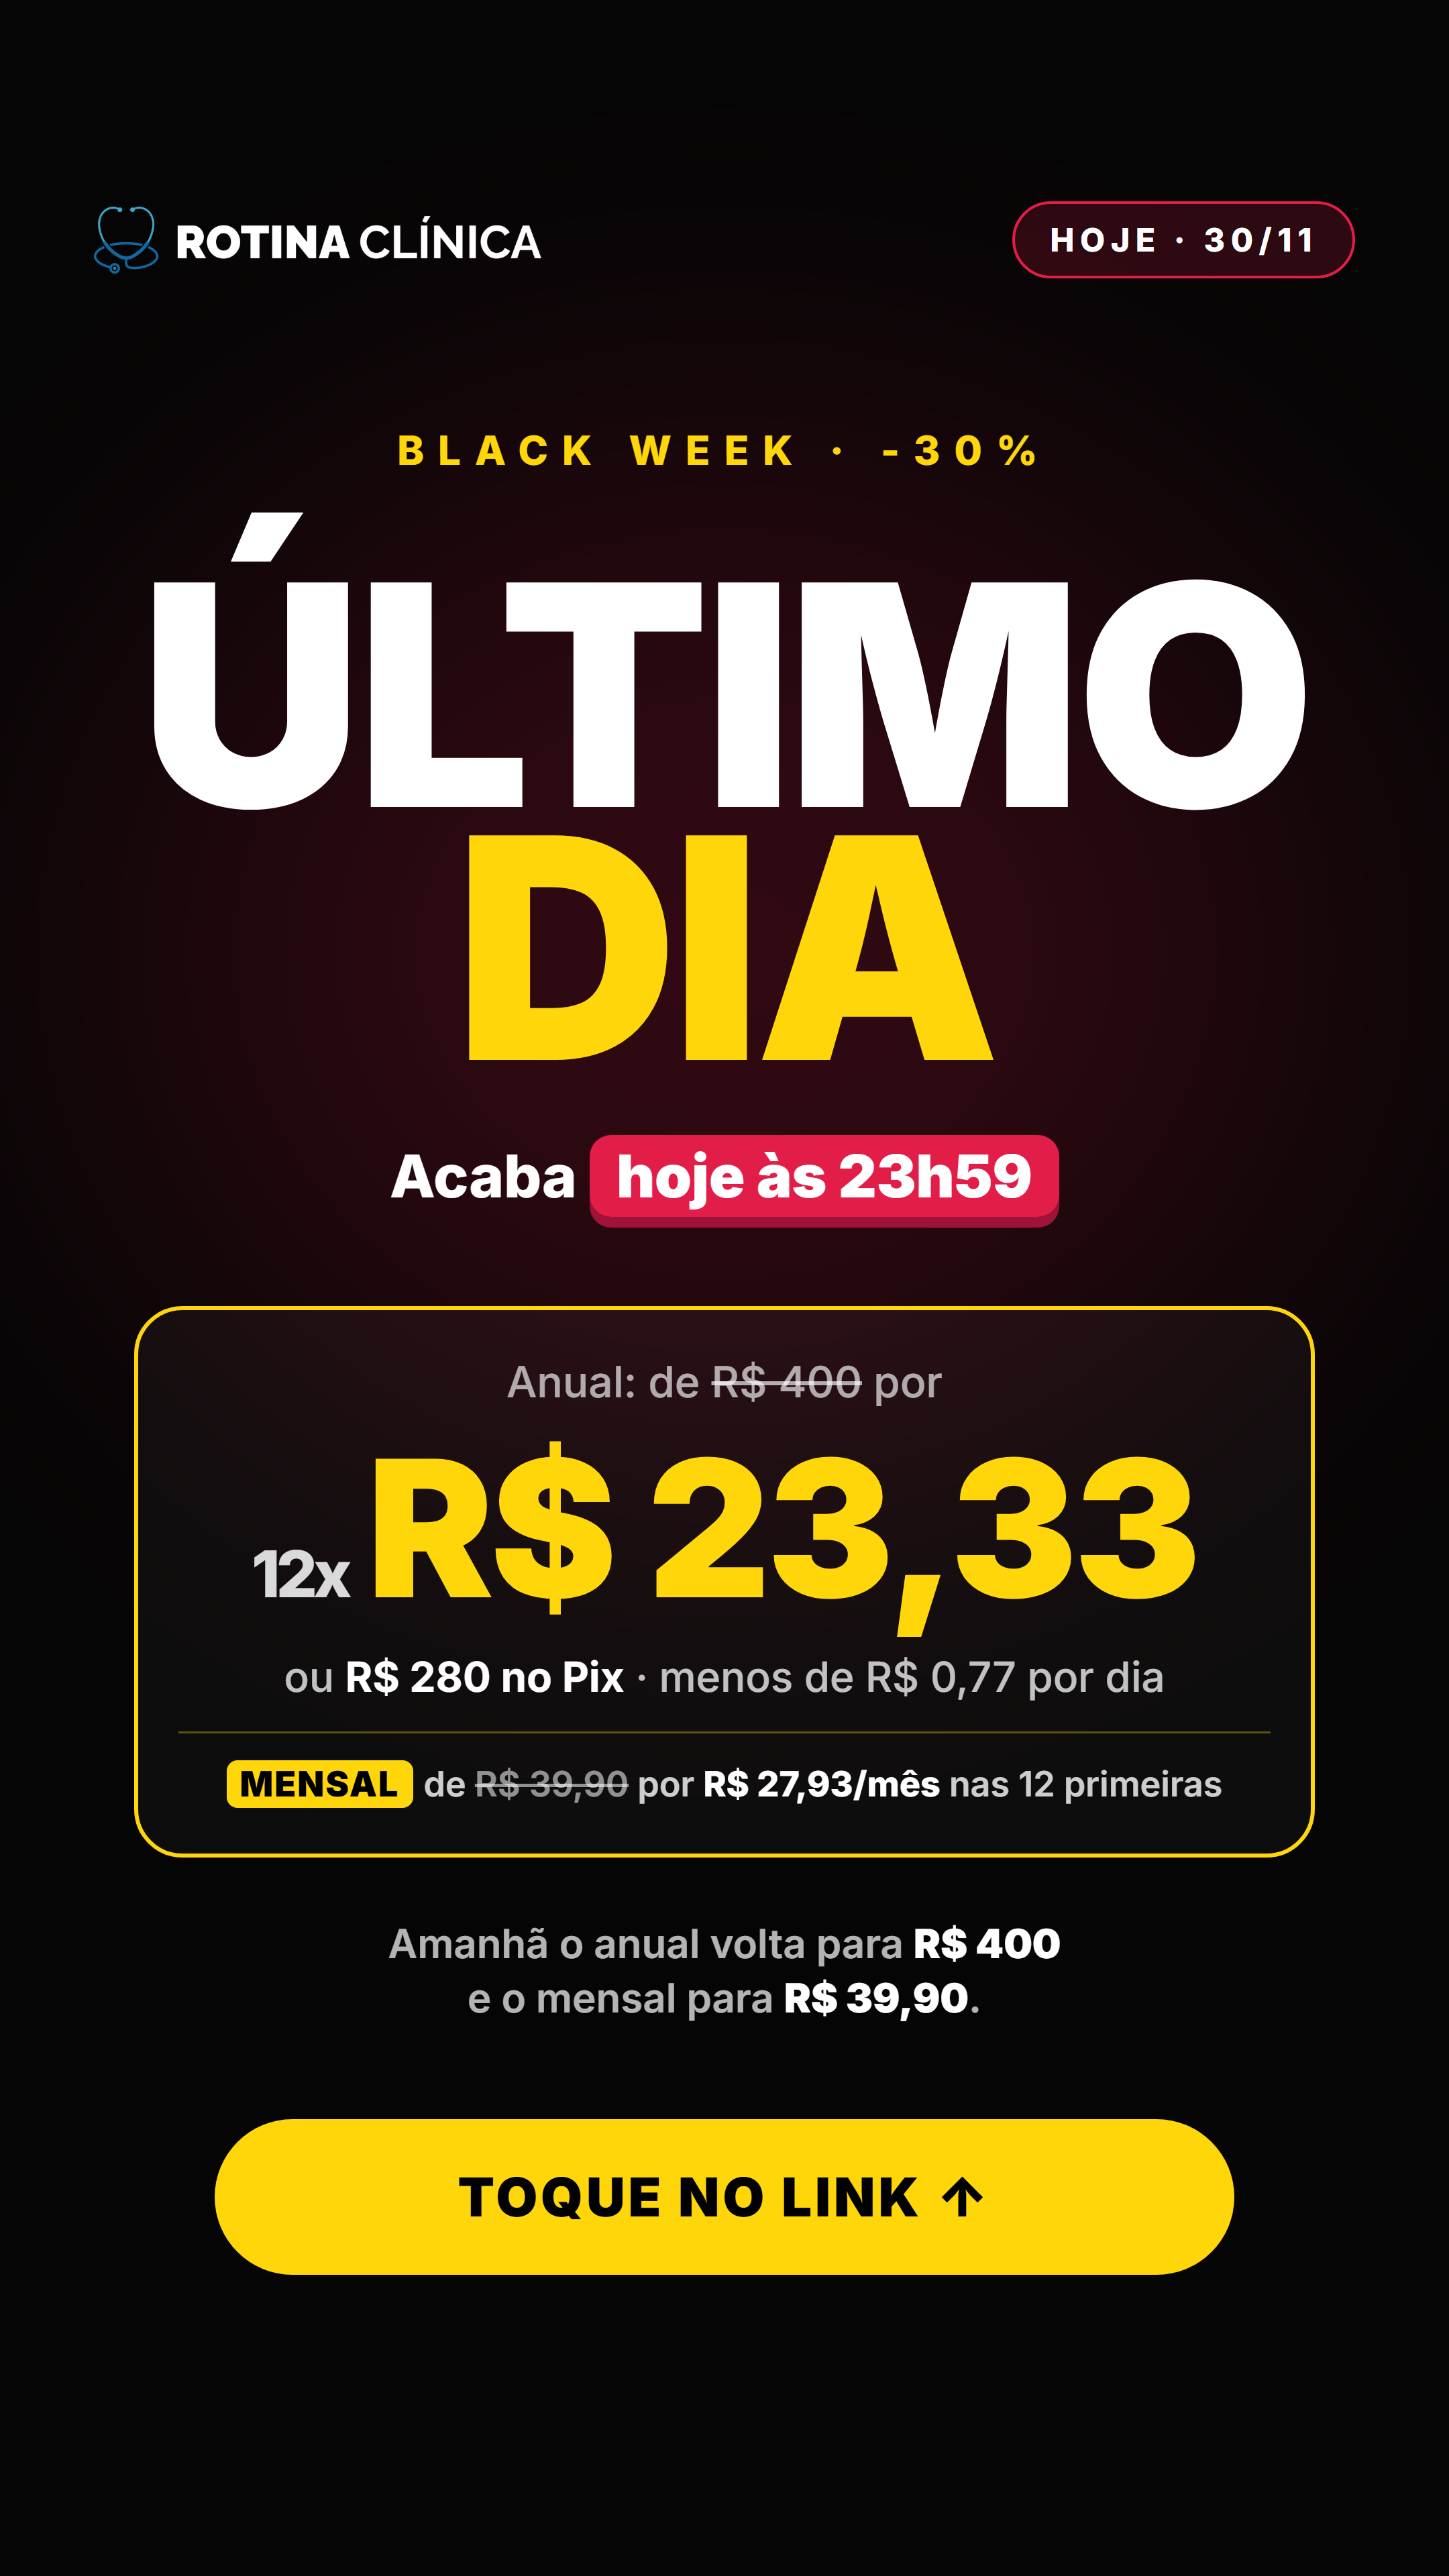 ROTINA CLÍNICA
HOJE · 30/11
BLACK WEEK · -30%
ÚLTIMO
DIA
Acaba hoje às 23h59
Anual: de R$ 400 por
12x R$ 23,33
ou R$ 280 no Pix · menos de R$ 0,77 por dia
MENSAL de R$ 39,90 por R$ 27,93/mês nas 12 primeiras
Amanhã o anual volta para R$ 400
e o mensal para R$ 39,90.
TOQUE NO LINK ↑